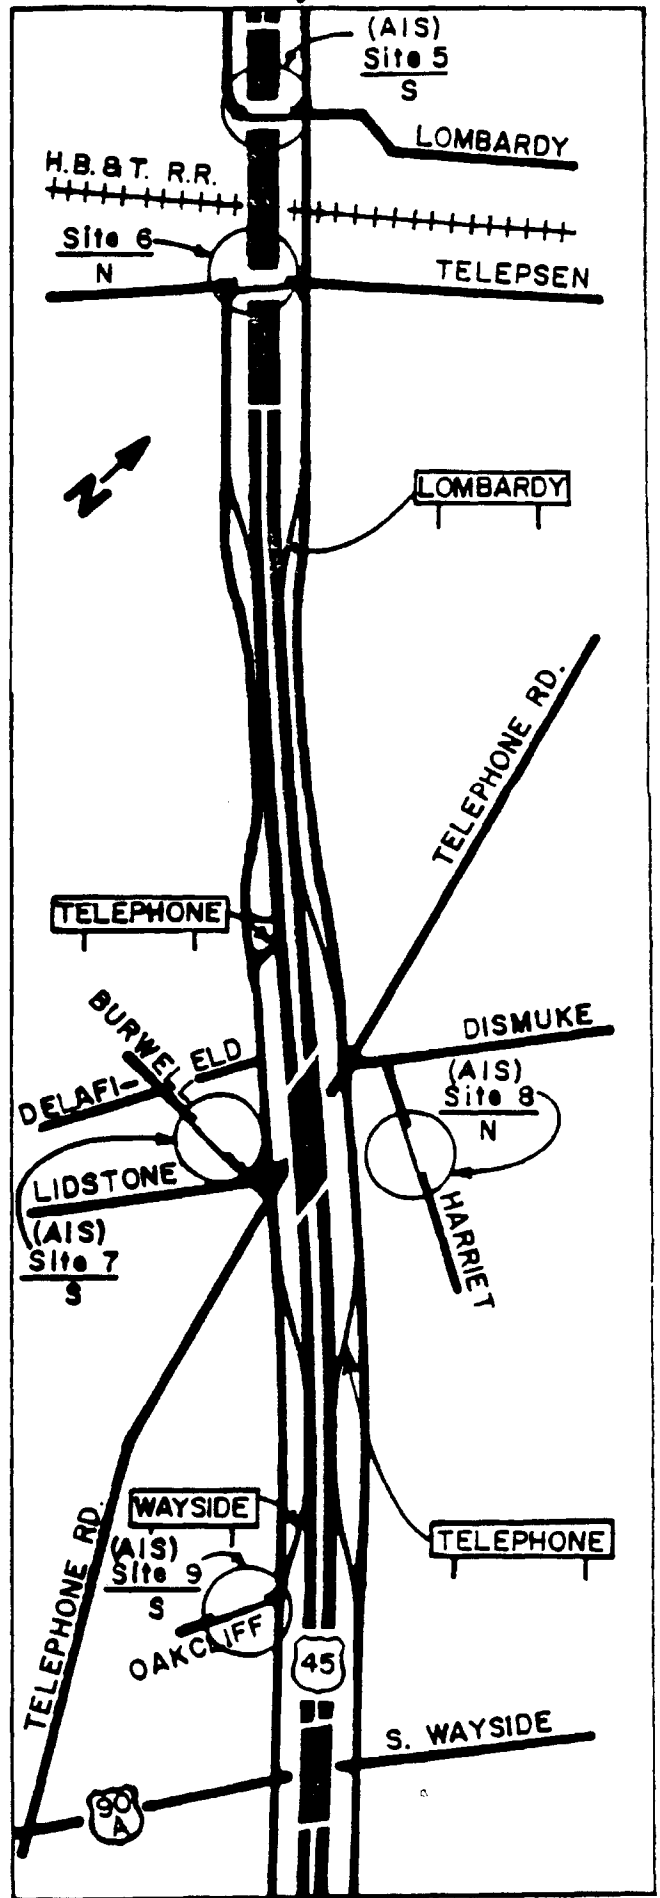 (AIS)
Site 5
S
LOMBARDY
H.B.&T. R.R.
Site 6
N
TELEPSEN
N
LOMBARDY
TELEPHONE RD.
TELEPHONE
BURWELL
DISMUKE
DELAFI-ELD
(AIS)
Site 8
N
LIDSTONE
(AIS)
Site 7
S
HARRIET
WAYSIDE
TELEPHONE
(AIS)
Site 9
S
OAKCLIFF
TELEPHONE RD.
45
S. WAYSIDE
90
A